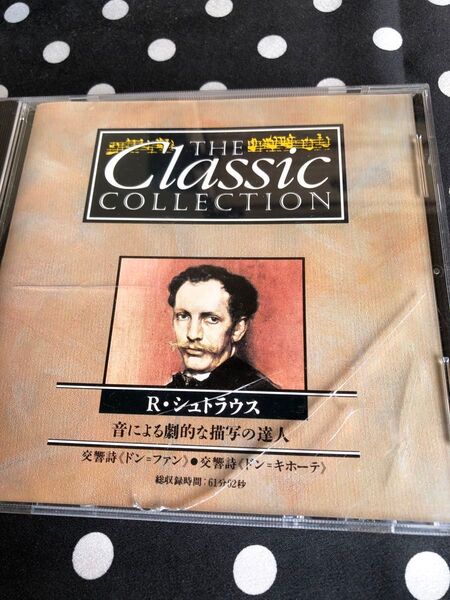 THE
Classic
COLLECTION
R・シュトラウス
音による劇的な描写の達人
交響詩《ドン=ファン》●交響詩《ドン=キホーテ》
総収録時間:61分02秒